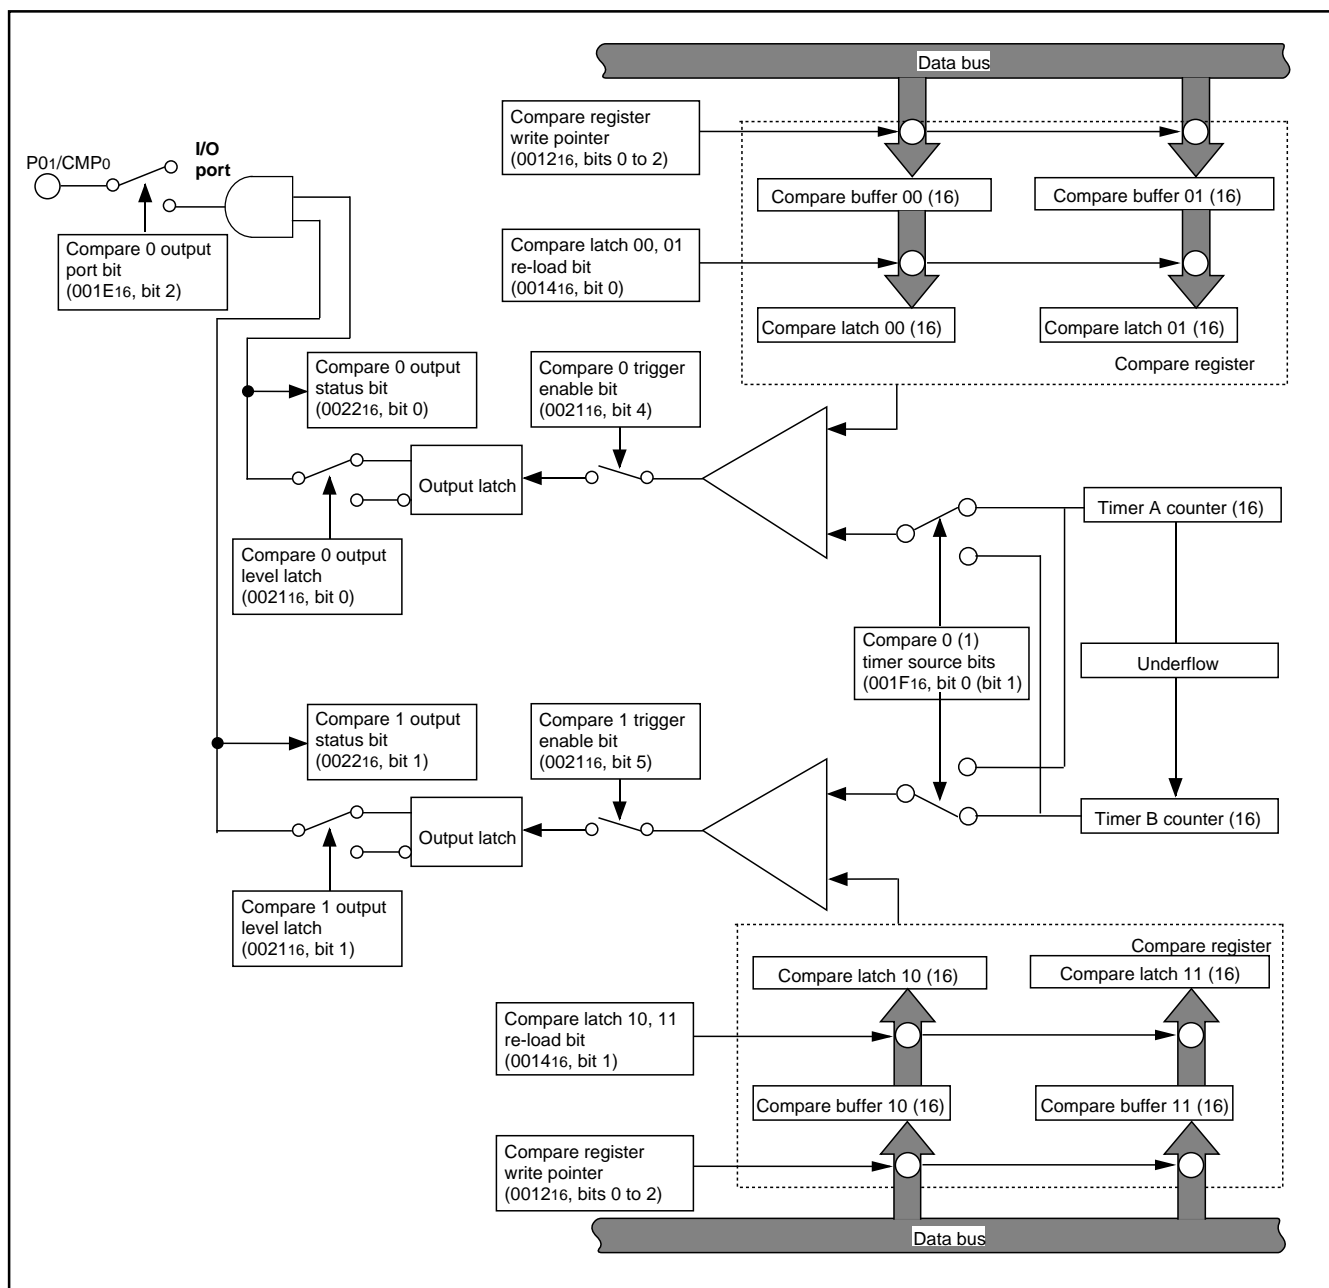 Data bus
Compare register
write pointer
(001216, bits 0 to 2)
P01/CMP0
I/O
port
Compare buffer 00 (16)
Compare buffer 01 (16)
Compare 0 output
port bit
(001E16, bit 2)
Compare latch 00, 01
re-load bit
(001416, bit 0)
Compare latch 00 (16)
Compare latch 01 (16)
Compare register
Compare 0 output
status bit
(002216, bit 0)
Compare 0 trigger
enable bit
(002116, bit 4)
Output latch
Timer A counter (16)
Compare 0 output
level latch
(002116, bit 0)
Compare 0 (1)
timer source bits
(001F16, bit 0 (bit 1)
Underflow
Compare 1 output
status bit
(002216, bit 1)
Compare 1 trigger
enable bit
(002116, bit 5)
Timer B counter (16)
Output latch
Compare 1 output
level latch
(002116, bit 1)
Compare register
Compare latch 10 (16)
Compare latch 11 (16)
Compare latch 10, 11
re-load bit
(001416, bit 1)
Compare buffer 10 (16)
Compare buffer 11 (16)
Compare register
write pointer
(001216, bits 0 to 2)
Data bus